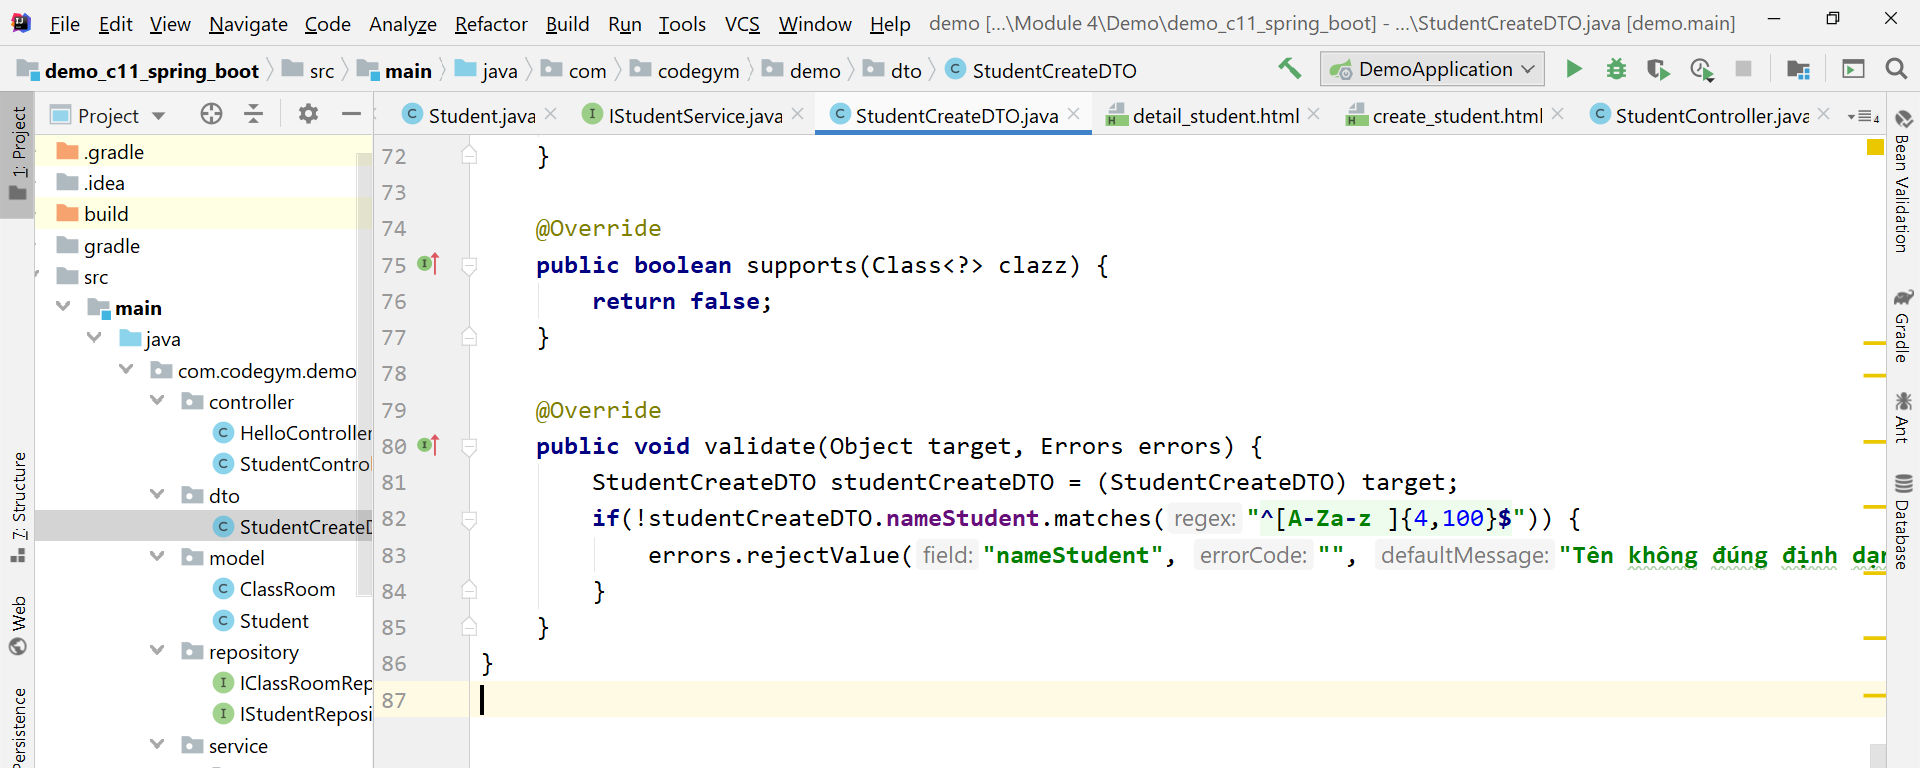 File Edit View Navigate Code Analyze Refactor Build Run Tools VCS Window Help demo [...\Module 4\Demo\demo_c11_spring_boot] - ...\StudentCreateDTO.java [demo.main]
demo_c11_spring_boot src main java com codegym demo dto StudentCreateDTO DemoApplication
Project Student.java IStudentService.java StudentCreateDTO.java detail_student.html create_student.html StudentController.java 4
1: Project
7: Structure
Web
Persistence
.gradle
.idea
build
gradle
src
main
java
com.codegym.demo
controller
HelloController
StudentContro
dto
StudentCreateD
model
ClassRoom
Student
repository
IClassRoomRep
IStudentReposi
service
72 }
73
74 @Override
75 public boolean supports(Class<?> clazz) {
76 return false;
77 }
78
79 @Override
80 public void validate(Object target, Errors errors) {
81 StudentCreateDTO studentCreateDTO = (StudentCreateDTO) target;
82 if(!studentCreateDTO.nameStudent.matches( regex: "^[A-Za-z ]{4,100}$")) {
83 errors.rejectValue( field: "nameStudent", errorCode: "", defaultMessage: "Tên không đúng định dạn
84 }
85 }
86 }
87
Bean Validation
Gradle
Ant
Database